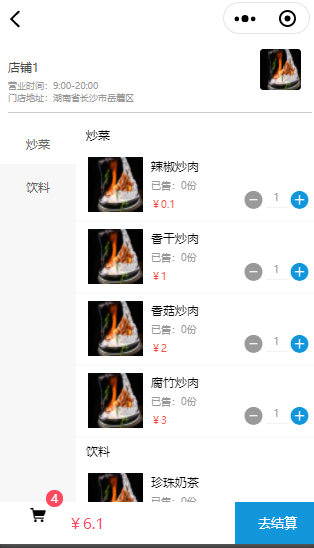 店铺1
营业时间：9:00-20:00
门店地址：湖南省长沙市岳麓区
炒菜
饮料
炒菜
辣椒炒肉
已售：0份
￥0.1
1
香干炒肉
已售：0份
￥1
1
香菇炒肉
已售：0份
￥2
1
腐竹炒肉
已售：0份
￥3
1
饮料
珍珠奶茶
4
￥6.1
去结算